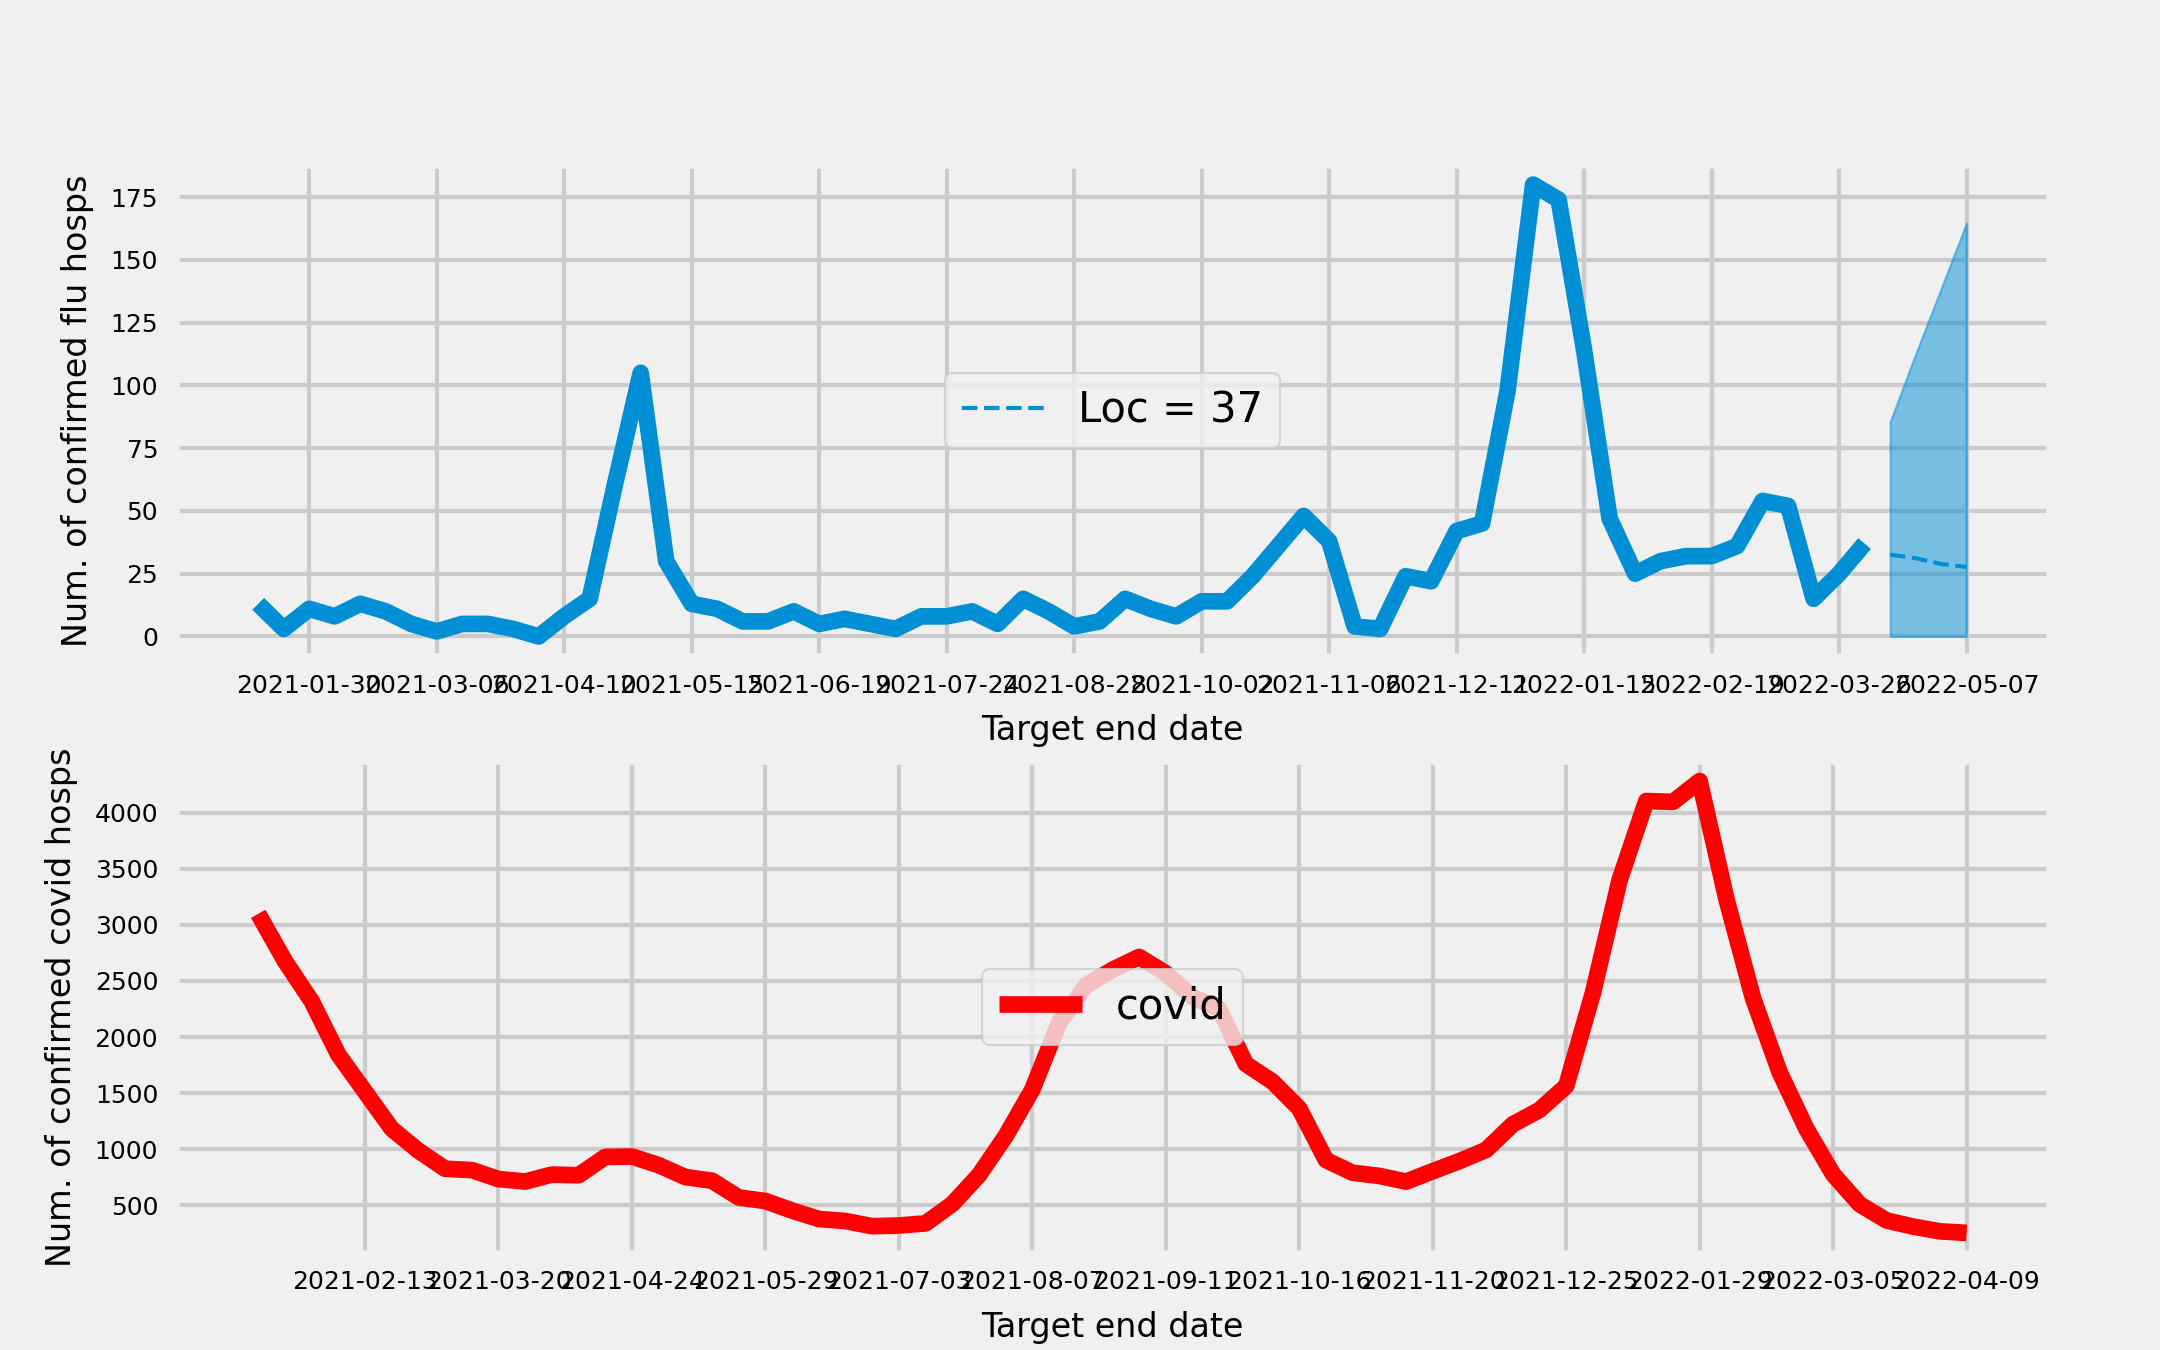 Num. of confirmed flu hosps
175
150
125
100
75
50
25
0
Loc = 37
2021-01-30 2021-03-06 2021-04-10 2021-05-15 2021-06-19 2021-07-24 2021-08-28 2021-10-02 2021-11-06 2021-12-11 2022-01-15 2022-02-19 2022-03-26 2022-05-07
Target end date
Num. of confirmed covid hosps
4000
3500
3000
2500
2000
1500
1000
500
covid
2021-02-13 2021-03-20 2021-04-24 2021-05-29 2021-07-03 2021-08-07 2021-09-11 2021-10-16 2021-11-20 2021-12-25 2022-01-29 2022-03-05 2022-04-09
Target end date